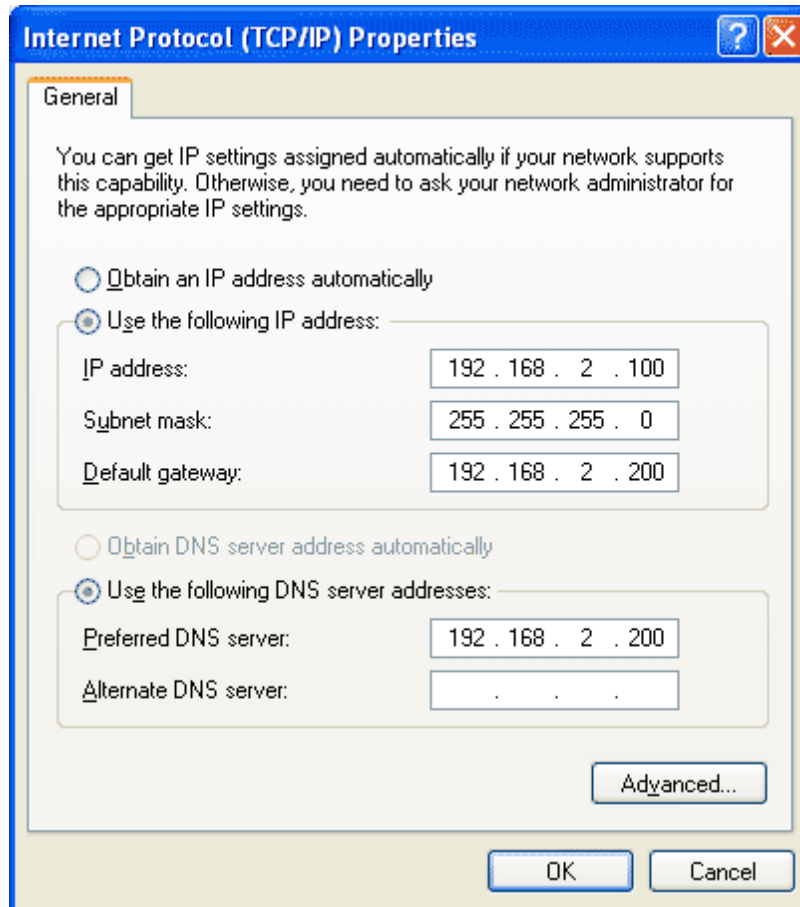 Internet Protocol (TCP/IP) Properties
General
You can get IP settings assigned automatically if your network supports
this capability. Otherwise, you need to ask your network administrator for
the appropriate IP settings.
Obtain an IP address automatically
Use the following IP address:
IP address: 192 . 168 . 2 . 100
Subnet mask: 255 . 255 . 255 . 0
Default gateway: 192 . 168 . 2 . 200
Obtain DNS server address automatically
Use the following DNS server addresses:
Preferred DNS server: 192 . 168 . 2 . 200
Alternate DNS server: . . .
Advanced...
OK Cancel